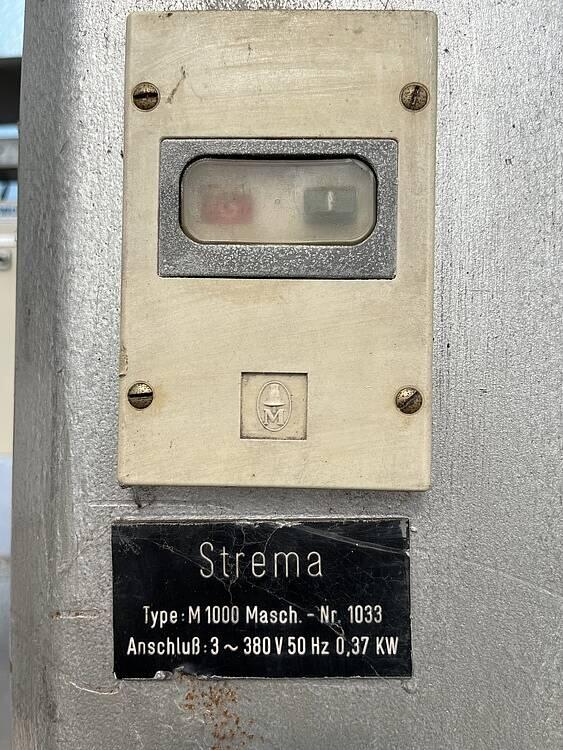 M
Strema
Type: M 1000 Masch. - Nr. 1033
Anschluß: 3 ~ 380 V 50 Hz 0,37 KW